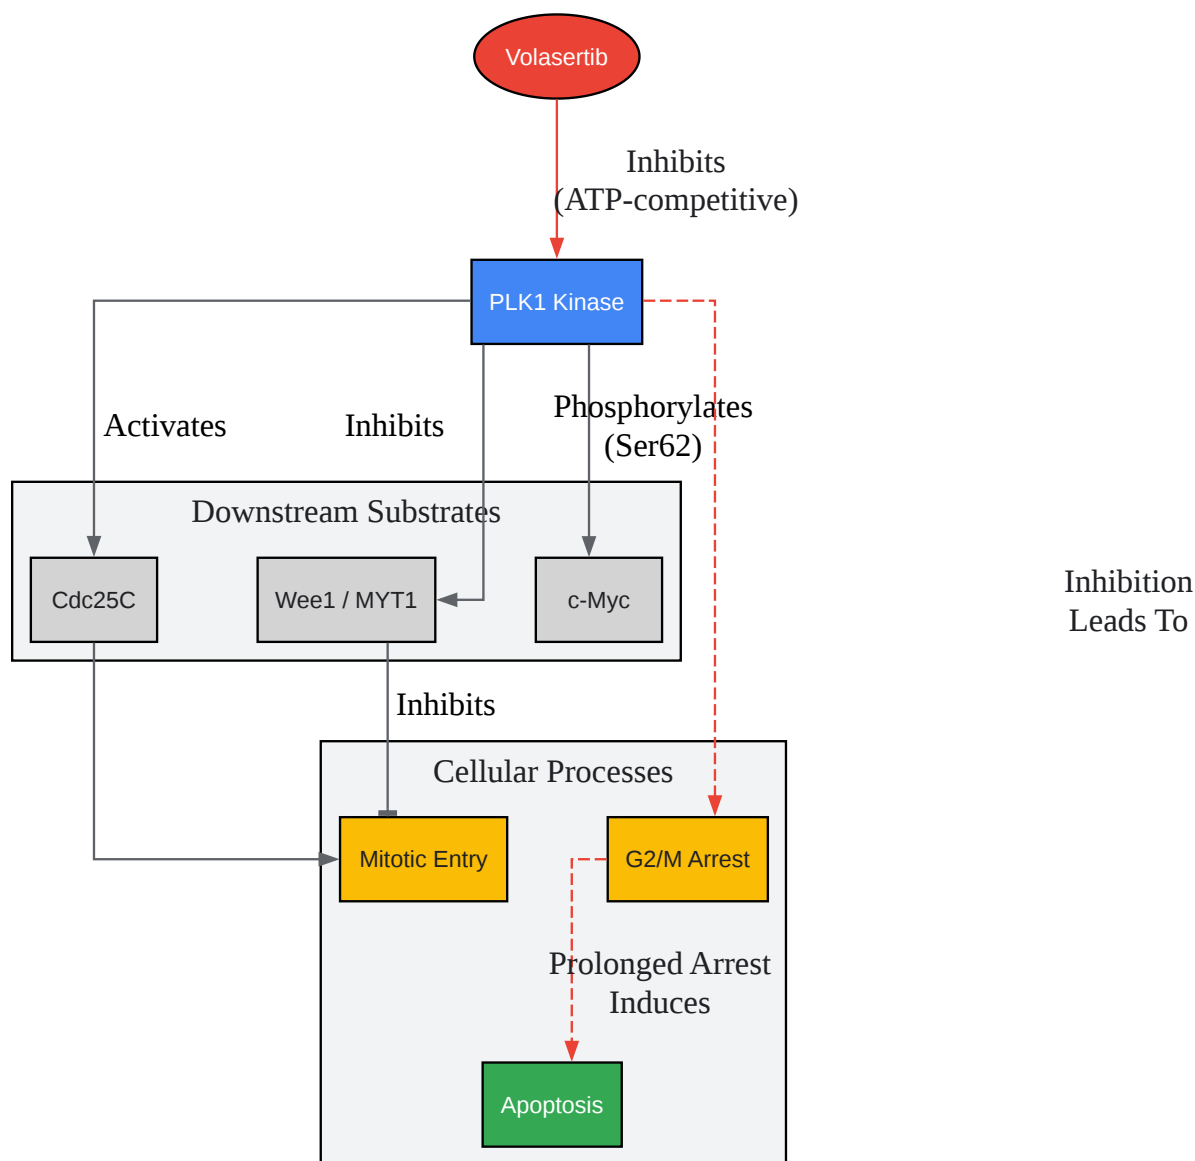 Volasertib
Inhibits
(ATP-competitive)
PLK1 Kinase
Activates
Inhibits
Phosphorylates
(Ser62)
Downstream Substrates
Cdc25C
Wee1 / MYT1
c-Myc
Inhibition
Leads To
Inhibits
Cellular Processes
Mitotic Entry
G2/M Arrest
Prolonged Arrest
Induces
Apoptosis